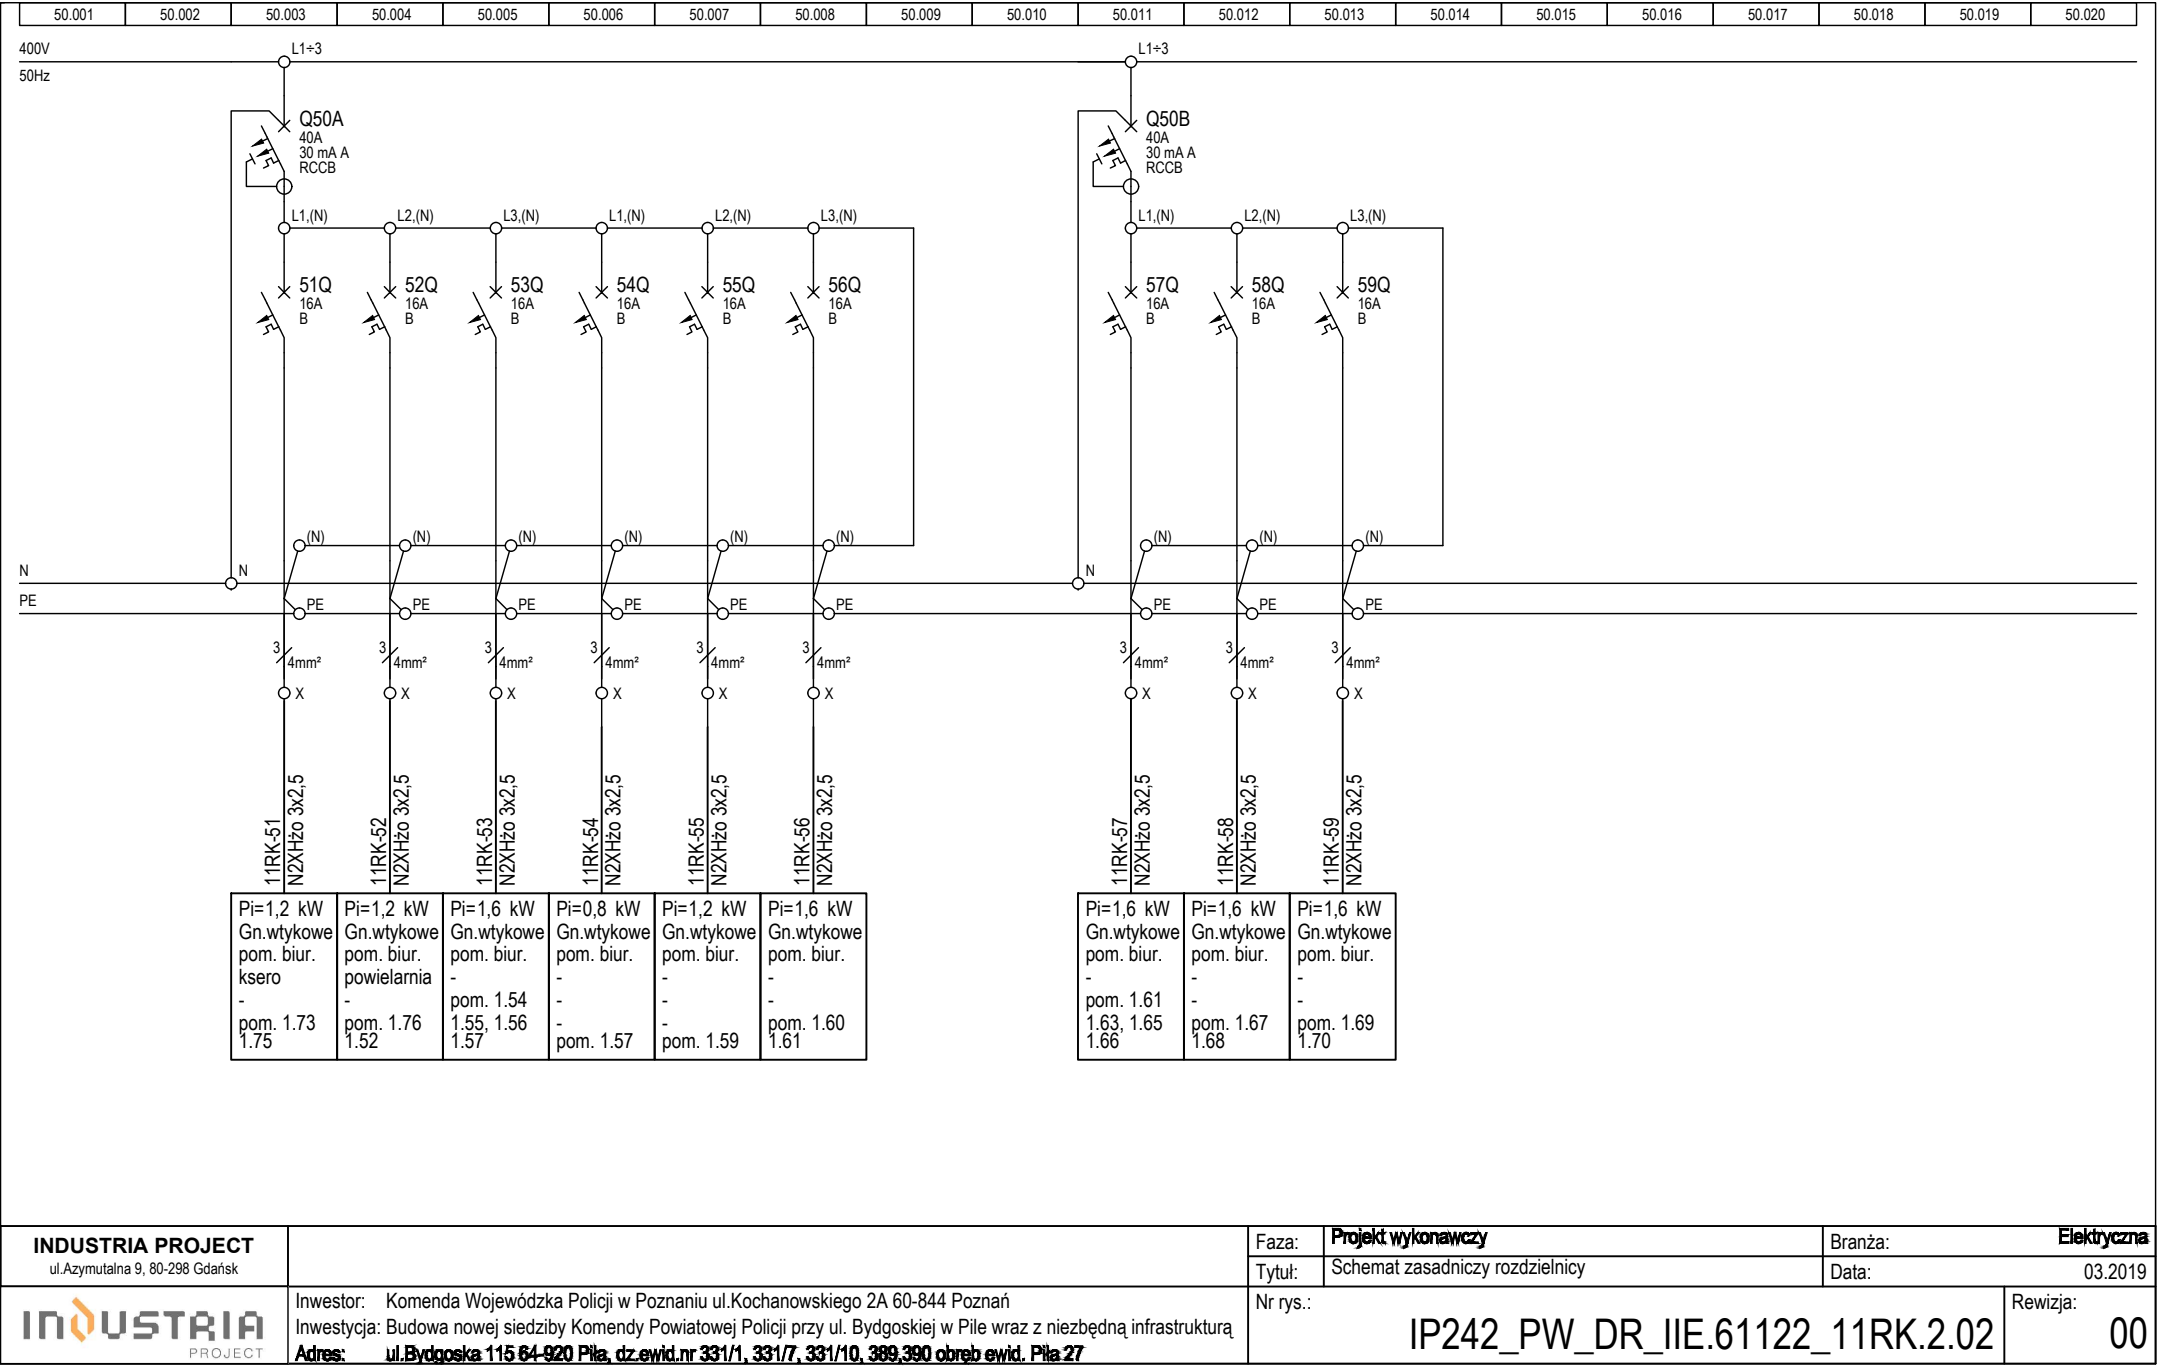 50.001 50.002 50.003 50.004 50.005 50.006 50.007 50.008 50.009 50.010 50.011 50.012 50.013 50.014 50.015 50.016 50.017 50.018 50.019 50.020
400V L1÷3 L1÷3
50Hz
Q50A Q50B
40A 40A
30 mA A 30 mA A
RCCB RCCB
L1,(N) L2,(N) L3,(N) L1,(N) L2,(N) L3,(N) L1,(N) L2,(N) L3,(N)
51Q 52Q 53Q 54Q 55Q 56Q 57Q 58Q 59Q
16A 16A 16A 16A 16A 16A 16A 16A 16A
B B B B B B B B B
(N) (N) (N) (N) (N) (N) (N) (N) (N)
N N N
PE PE PE PE PE PE PE PE PE PE
3 3 3 3 3 3 3 3 3
4mm² 4mm² 4mm² 4mm² 4mm² 4mm² 4mm² 4mm² 4mm²
X X X X X X X X X
11RK-51
N2XHżo 3x2,5
11RK-52
N2XHżo 3x2,5
11RK-53
N2XHżo 3x2,5
11RK-54
N2XHżo 3x2,5
11RK-55
N2XHżo 3x2,5
11RK-56
N2XHżo 3x2,5
11RK-57
N2XHżo 3x2,5
11RK-58
N2XHżo 3x2,5
11RK-59
N2XHżo 3x2,5
Pi=1,2 kW
Gn.wtykowe
pom. biur.
ksero
-
pom. 1.73
1.75
Pi=1,2 kW
Gn.wtykowe
pom. biur.
powielarnia
-
pom. 1.76
1.52
Pi=1,6 kW
Gn.wtykowe
pom. biur.
-
pom. 1.54
1.55, 1.56
1.57
Pi=0,8 kW
Gn.wtykowe
pom. biur.
-
-
-
pom. 1.57
Pi=1,2 kW
Gn.wtykowe
pom. biur.
-
-
-
pom. 1.59
Pi=1,6 kW
Gn.wtykowe
pom. biur.
-
-
pom. 1.60
1.61
Pi=1,6 kW
Gn.wtykowe
pom. biur.
-
pom. 1.61
1.63, 1.65
1.66
Pi=1,6 kW
Gn.wtykowe
pom. biur.
-
-
pom. 1.67
1.68
Pi=1,6 kW
Gn.wtykowe
pom. biur.
-
-
pom. 1.69
1.70
INDUSTRIA PROJECT
ul.Azymutalna 9, 80-298 Gdańsk
INDUSTRIA
PROJECT
Inwestor: Komenda Wojewódzka Policji w Poznaniu ul.Kochanowskiego 2A 60-844 Poznań
Inwestycja: Budowa nowej siedziby Komendy Powiatowej Policji przy ul. Bydgoskiej w Pile wraz z niezbędną infrastrukturą
Adres: ul.Bydgoska 115 64-920 Piła, dz.ewid.nr 331/1, 331/7, 331/10, 389,390 obręb ewid. Piła 27
Faza: Projekt wykonawczy Branża: Elektryczna
Tytuł: Schemat zasadniczy rozdzielnicy Data: 03.2019
Nr rys.: IP242_PW_DR_IIE.61122_11RK.2.02 Rewizja: 00